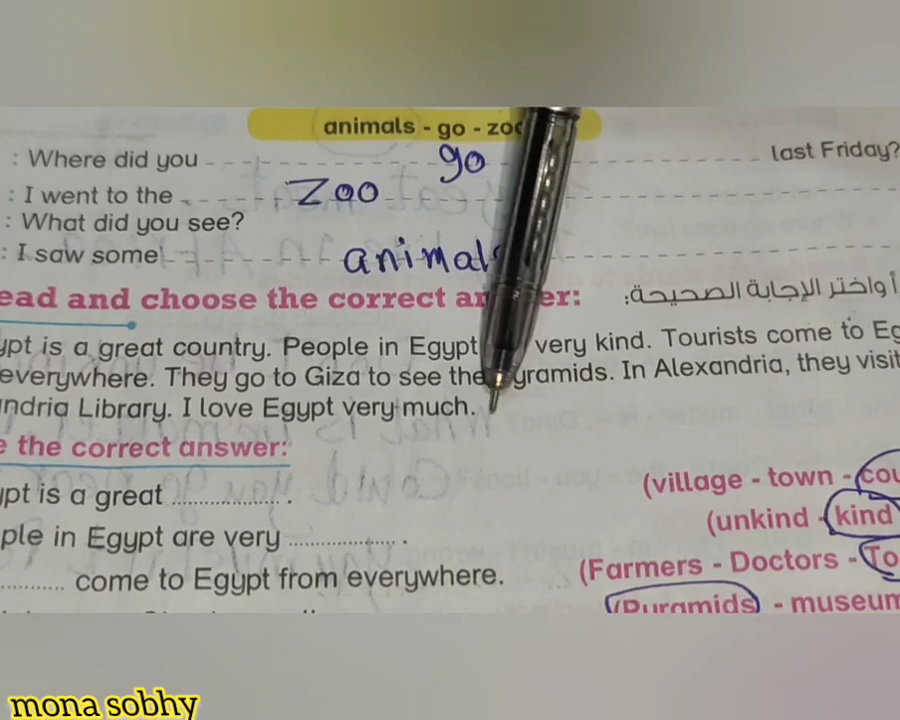 animals - go - zoo
: Where did you go last Friday?
: I went to the Zoo
: What did you see?
: I saw some animals
ead and choose the correct an er: أ واختر الإجابة الصحيحة:
ypt is a great country. People in Egypt very kind. Tourists come to Eg
everywhere. They go to Giza to see the yramids. In Alexandria, they visit
andria Library. I love Egypt very much.
e the correct answer:
ypt is a great .................... . (village - town - cou
ple in Egypt are very .................... . (unkind - kind
............ come to Egypt from everywhere. (Farmers - Doctors - To
(Pyramids) - museum
mona sobhy